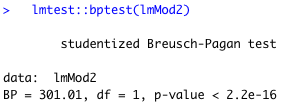 > lmtest::bptest(lmMod2)
studentized Breusch-Pagan test
data: lmMod2
BP = 301.01, df = 1, p-value < 2.2e-16